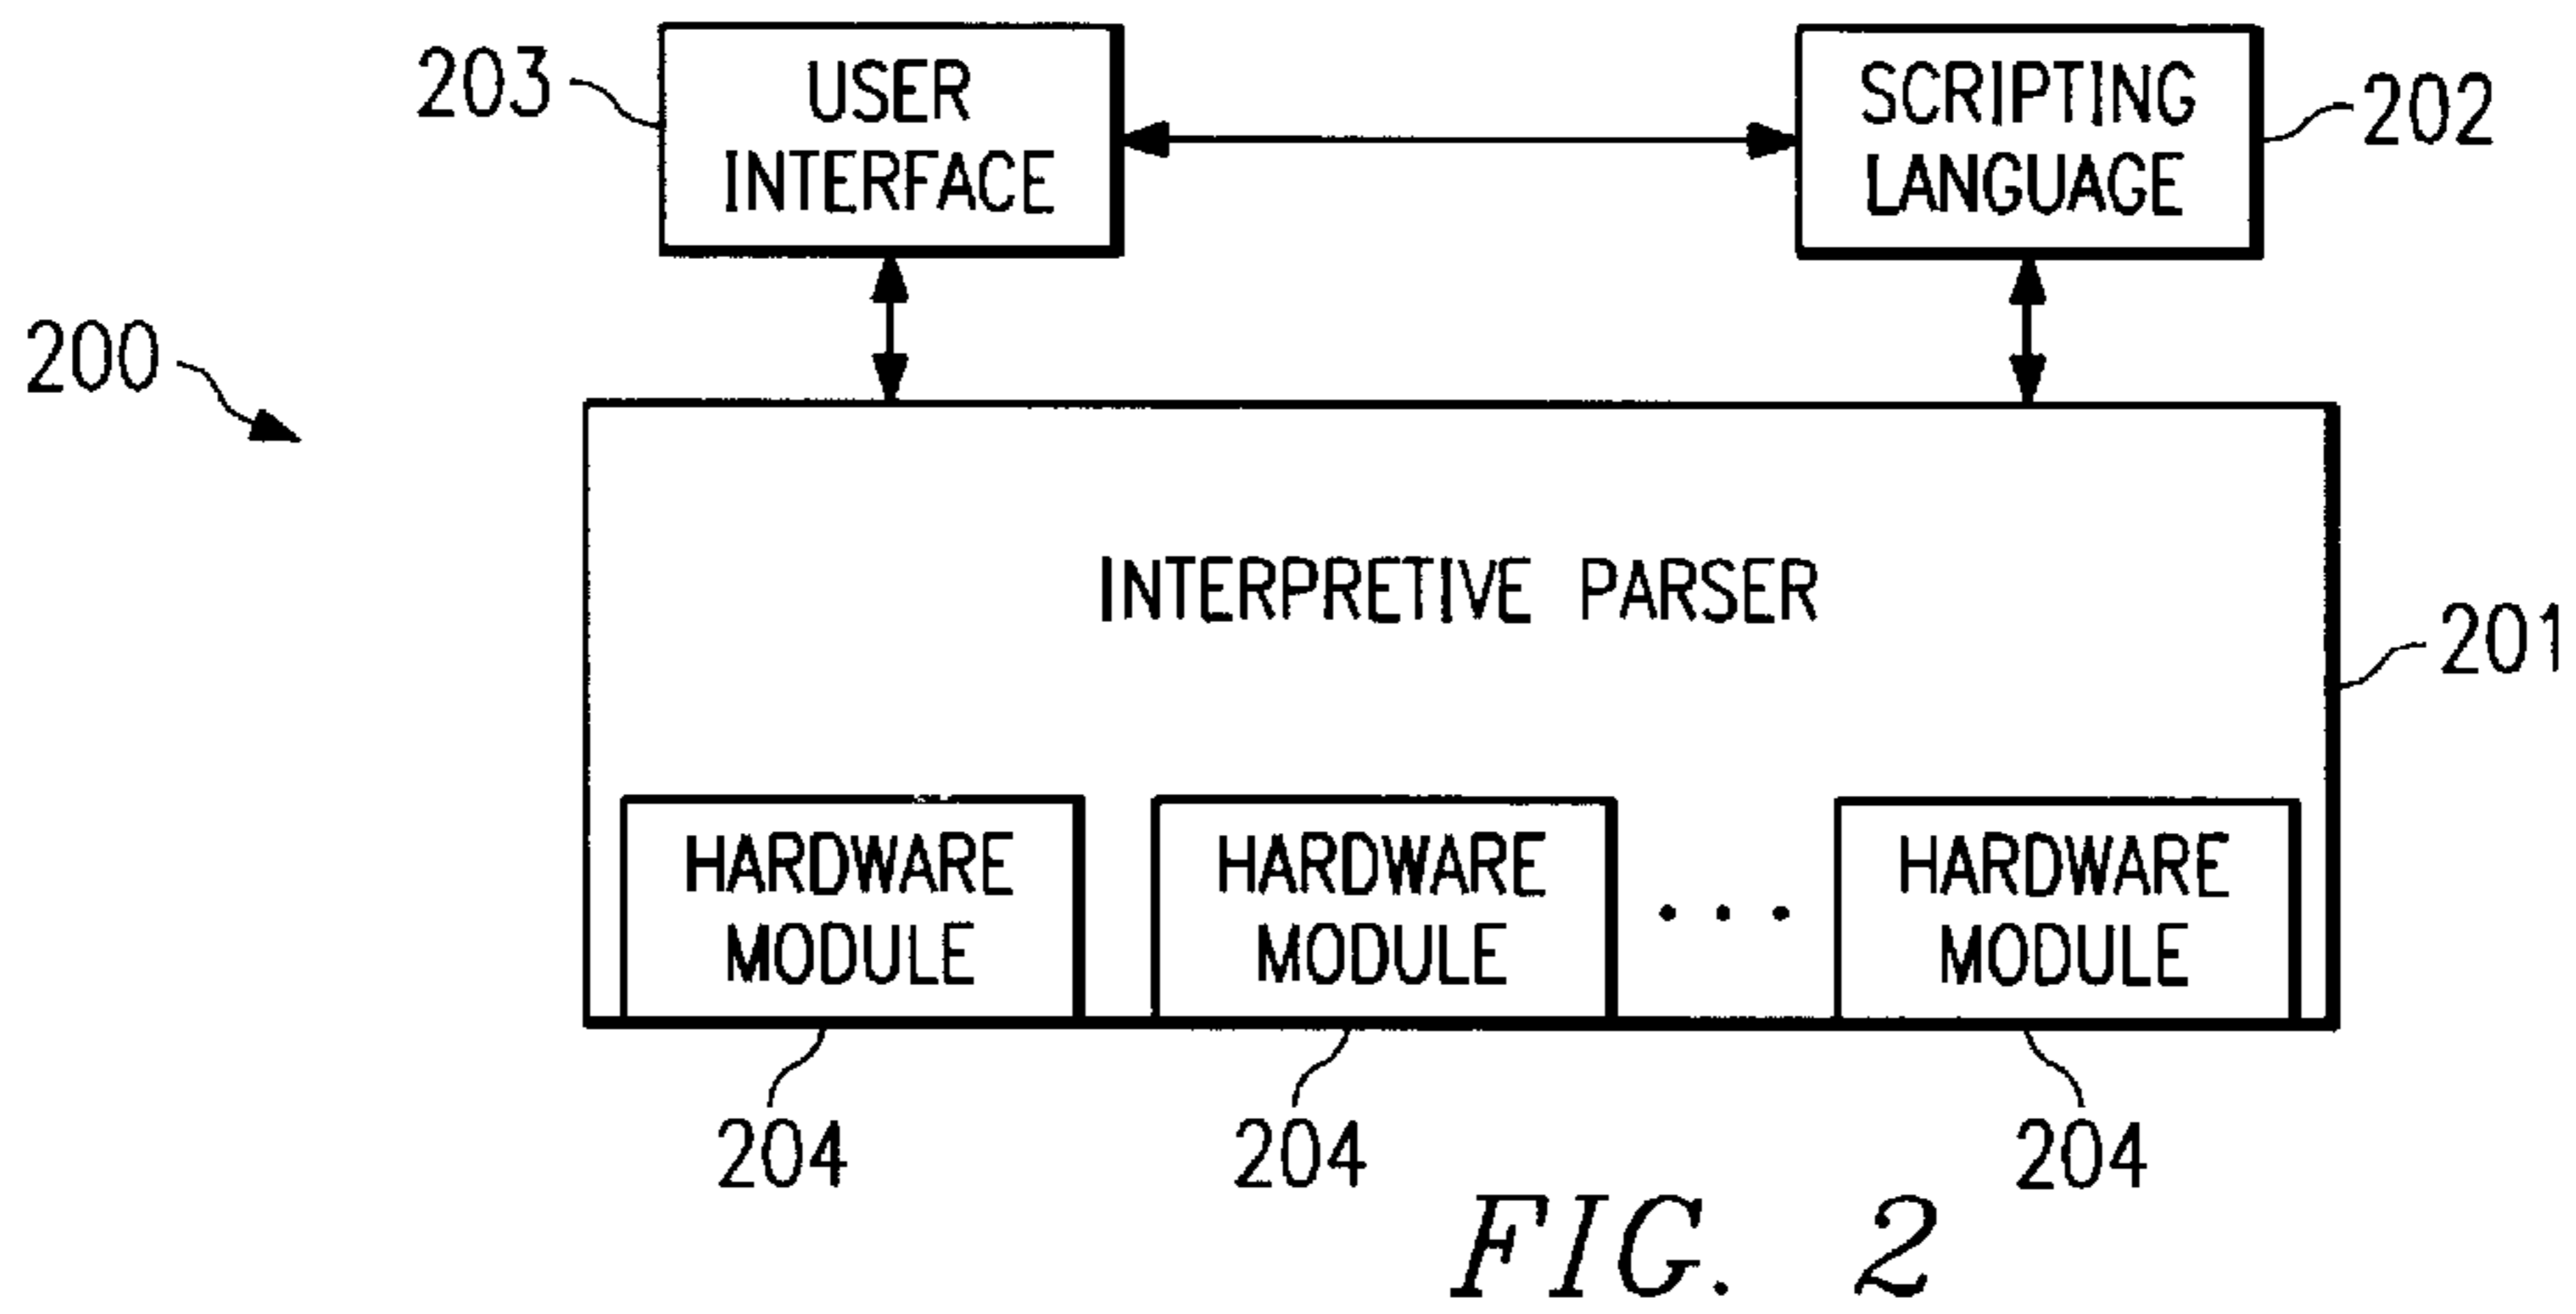 203
USER
INTERFACE
SCRIPTING
LANGUAGE
202
200
INTERPRETIVE PARSER
201
HARDWARE
MODULE
HARDWARE
MODULE
. . .
HARDWARE
MODULE
204
204
204
FIG. 2